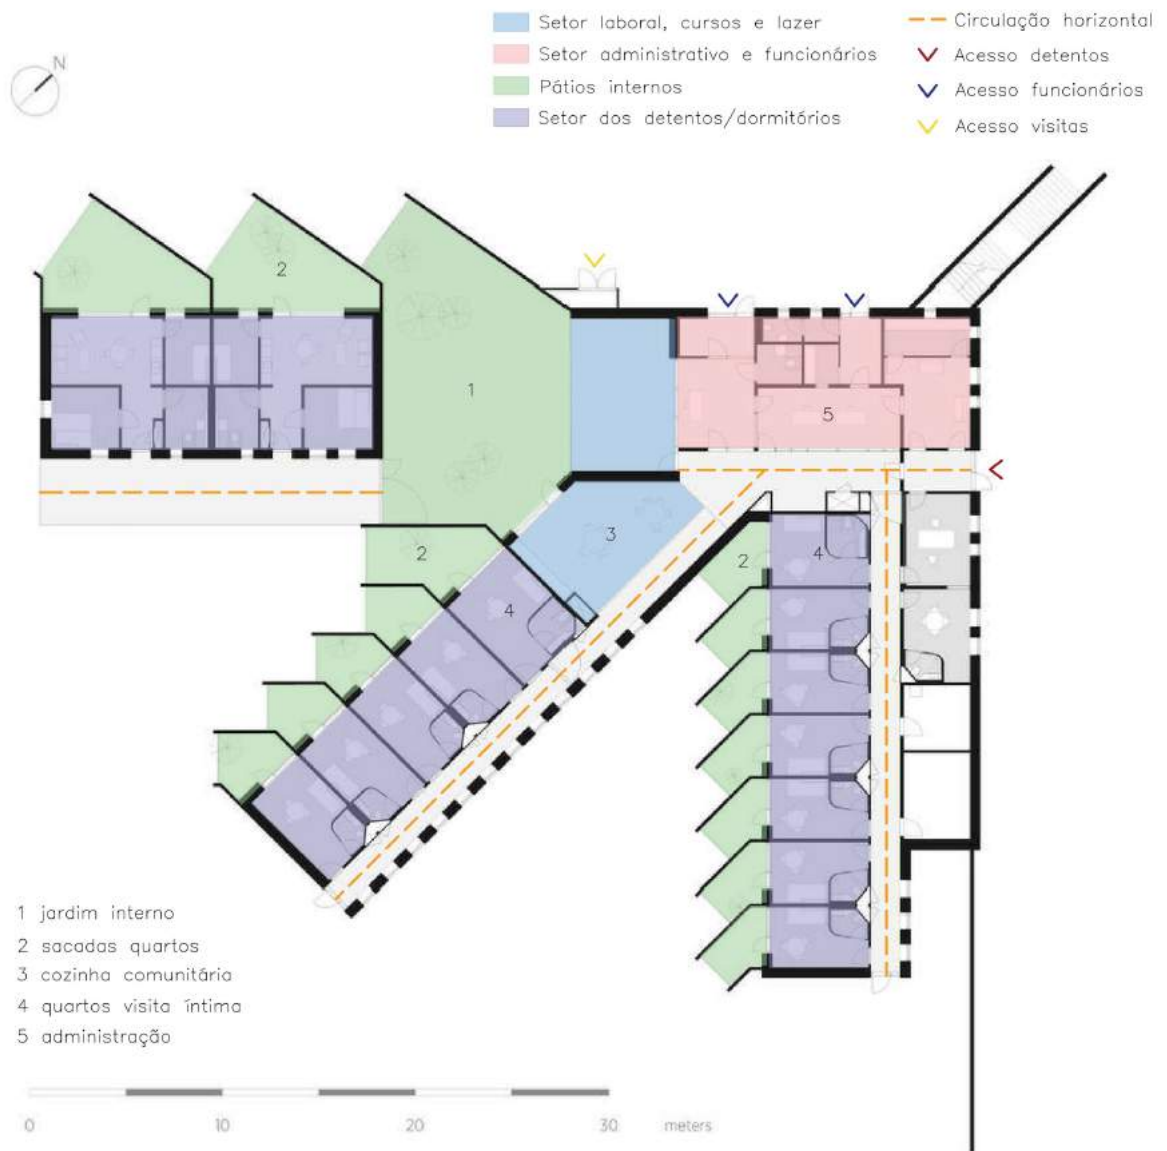 Setor laboral, cursos e lazer
Setor administrativo e funcionários
Pátios internos
Setor dos detentos/dormitórios
Circulação horizontal
Acesso detentos
Acesso funcionários
Acesso visitas
N
2
1
5
3
2
4
2
4
1 jardim interno
2 sacadas quartos
3 cozinha comunitária
4 quartos visita íntima
5 administração
0 10 20 30 meters